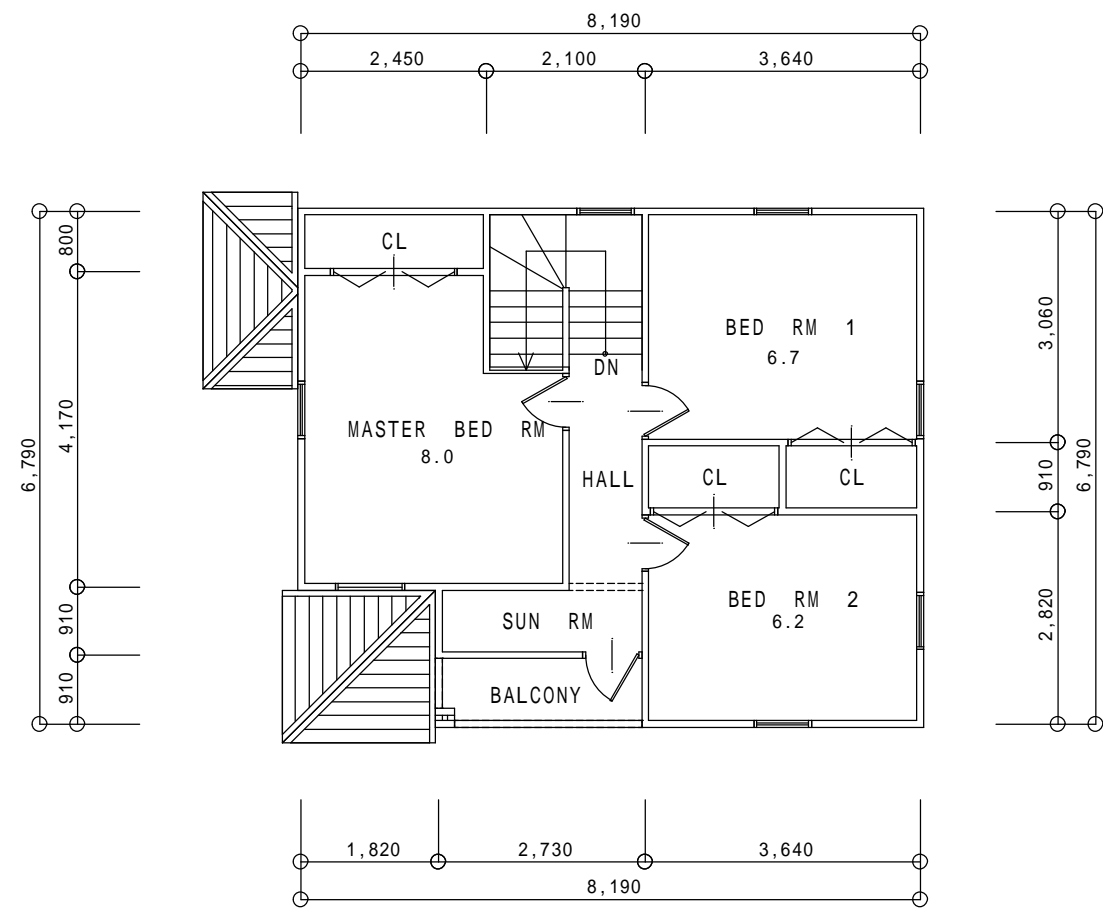 8,190
2,450 2,100 3,640
800
4,170
910
910
6,790
CL
DN
BED RM 1
6.7
MASTER BED RM
8.0
HALL
CL
CL
BED RM 2
6.2
SUN RM
BALCONY
3,060
910
2,820
6,790
1,820 2,730 3,640
8,190